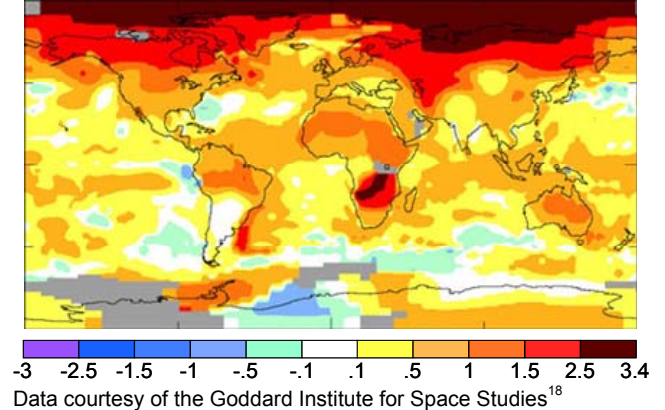 -3 -2.5 -1.5 -1 -.5 -.1 .1 .5 1 1.5 2.5 3.4
Data courtesy of the Goddard Institute for Space Studies18